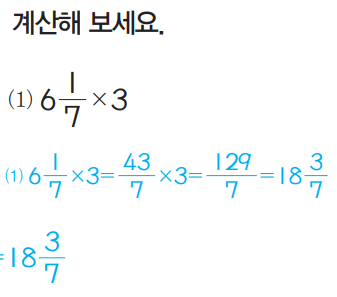 계산해 보세요.
(1) 6 1/7 × 3
(1) 6 1/7 ×3= 43/7 ×3= 129/7 =18 3/7
=18 3/7